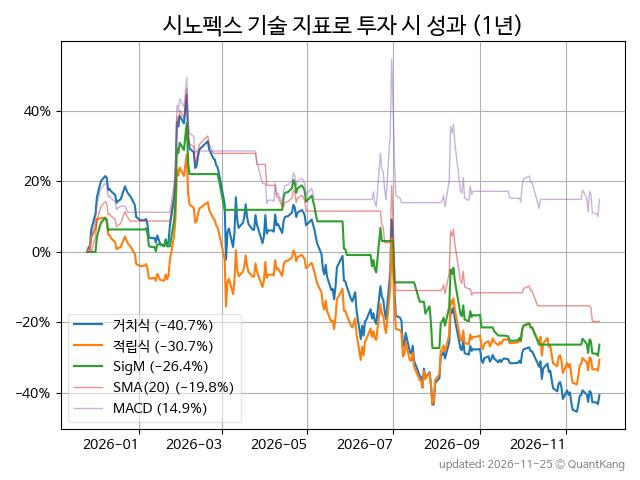 시노펙스 기술 지표로 투자 시 성과 (1년)
40%
20%
0%
−20%
−40%
거치식 (−40.7%)
적립식 (−30.7%)
SigM (−26.4%)
SMA(20) (−19.8%)
MACD (14.9%)
2026-01
2026-03
2026-05
2026-07
2026-09
2026-11
updated: 2026-11-25 © QuantKang